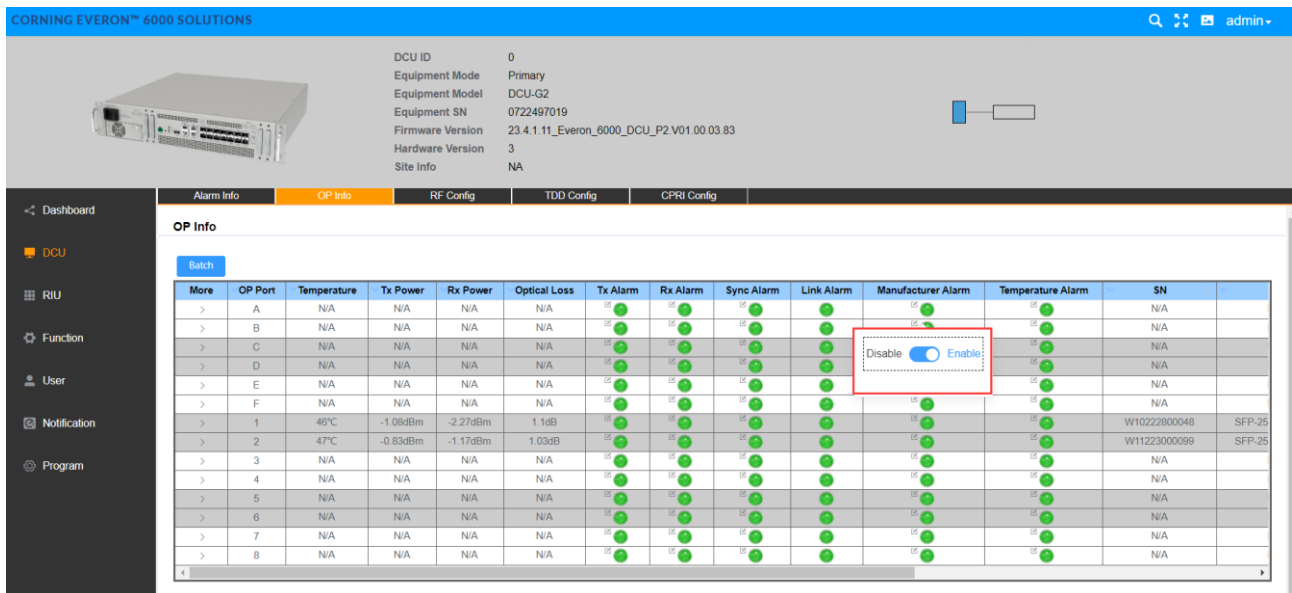 CORNING EVERON™ 6000 SOLUTIONS admin
DCU ID 0
Equipment Mode Primary
Equipment Model DCU-G2
Equipment SN 0722497019
Firmware Version 23.4.1.11_Everon_6000_DCU_P2.V01.00.03.83
Hardware Version 3
Site Info NA
Dashboard
DCU
RIU
Function
User
Notification
Program
Alarm Info OP Info RF Config TDD Config CPRI Config
OP Info
Batch
More OP Port Temperature Tx Power Rx Power Optical Loss Tx Alarm Rx Alarm Sync Alarm Link Alarm Manufacturer Alarm Temperature Alarm SN
> A N/A N/A N/A N/A N/A
> B N/A N/A N/A N/A N/A
> C N/A N/A N/A N/A N/A
> D N/A N/A N/A N/A N/A
> E N/A N/A N/A N/A N/A
> F N/A N/A N/A N/A N/A
> 1 46℃ -1.08dBm -2.27dBm 1.1dB W10222800048 SFP-25
> 2 47℃ -0.83dBm -1.17dBm 1.03dB W11223000099 SFP-25
> 3 N/A N/A N/A N/A N/A
> 4 N/A N/A N/A N/A N/A
> 5 N/A N/A N/A N/A N/A
> 6 N/A N/A N/A N/A N/A
> 7 N/A N/A N/A N/A N/A
> 8 N/A N/A N/A N/A N/A
Disable Enable